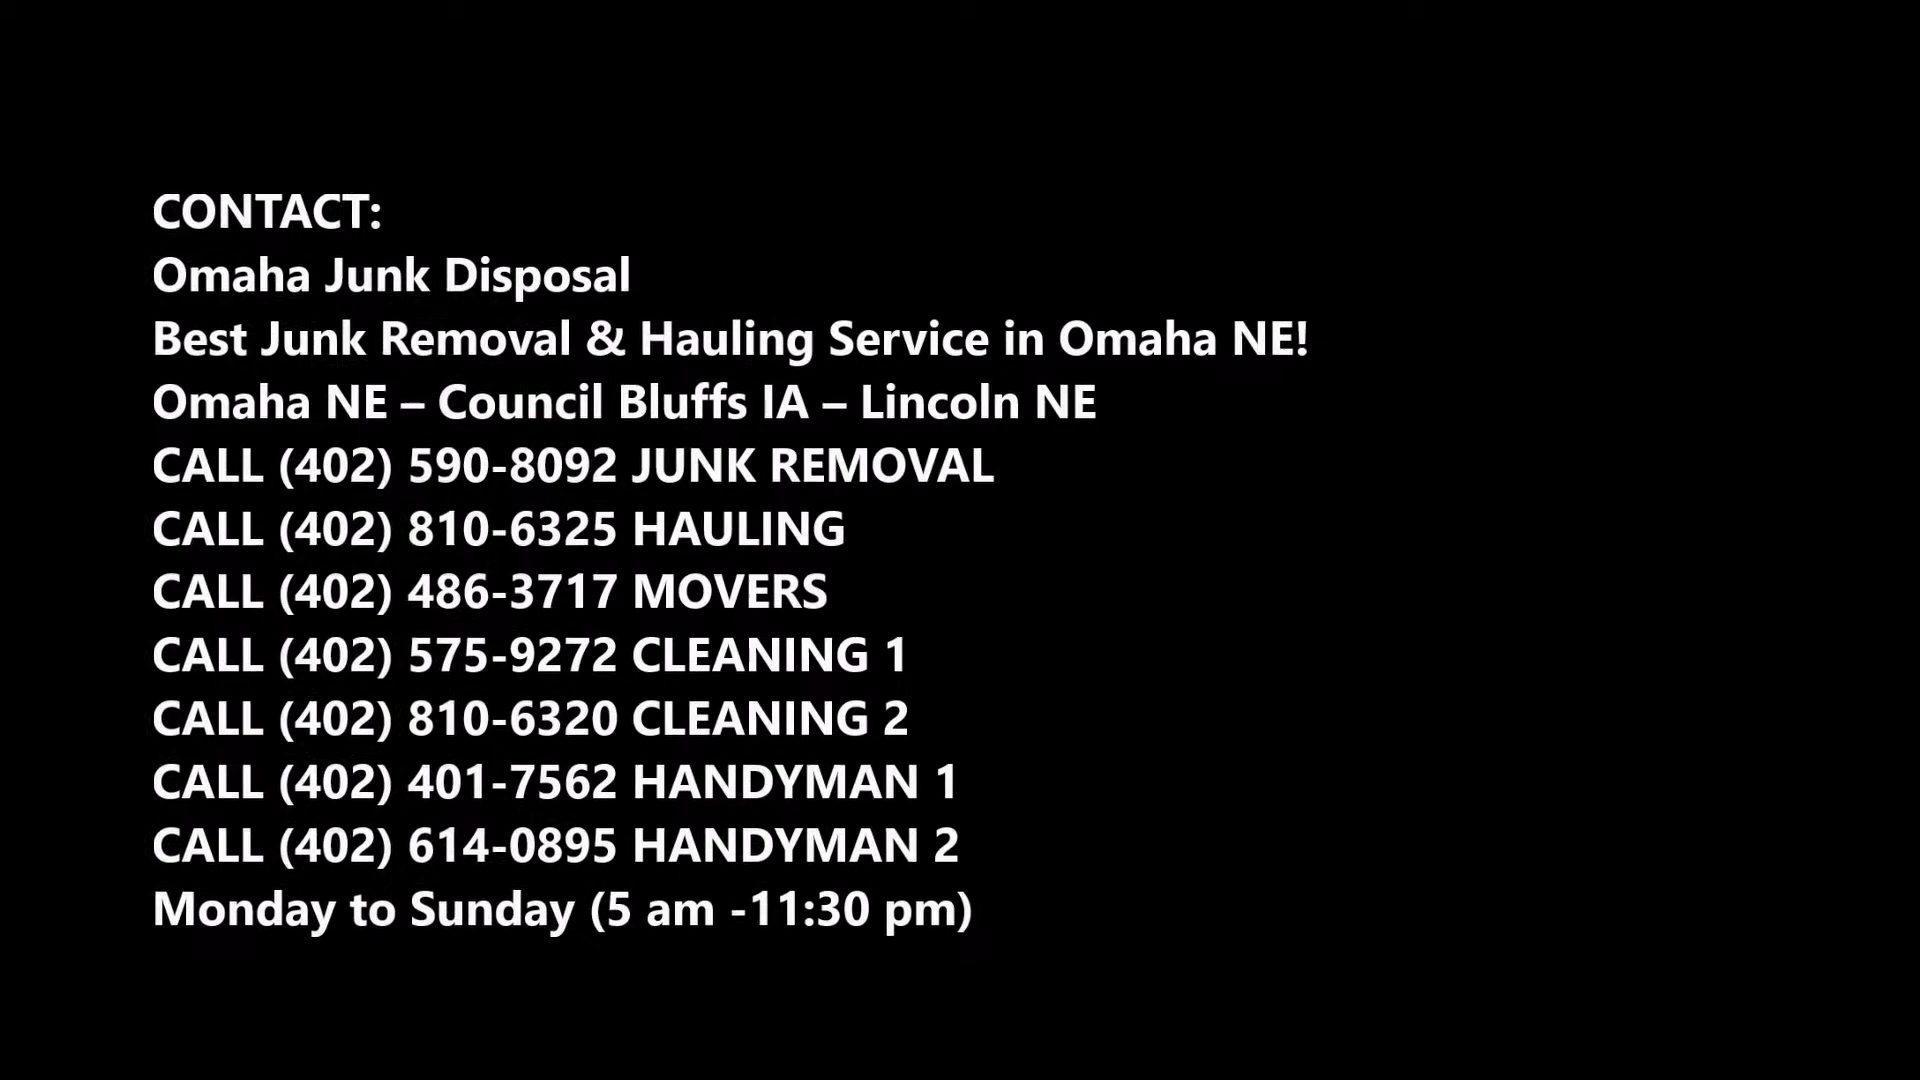 CONTACT:
Omaha Junk Disposal
Best Junk Removal & Hauling Service in Omaha NE!
Omaha NE – Council Bluffs IA – Lincoln NE
CALL (402) 590-8092 JUNK REMOVAL
CALL (402) 810-6325 HAULING
CALL (402) 486-3717 MOVERS
CALL (402) 575-9272 CLEANING 1
CALL (402) 810-6320 CLEANING 2
CALL (402) 401-7562 HANDYMAN 1
CALL (402) 614-0895 HANDYMAN 2
Monday to Sunday (5 am -11:30 pm)